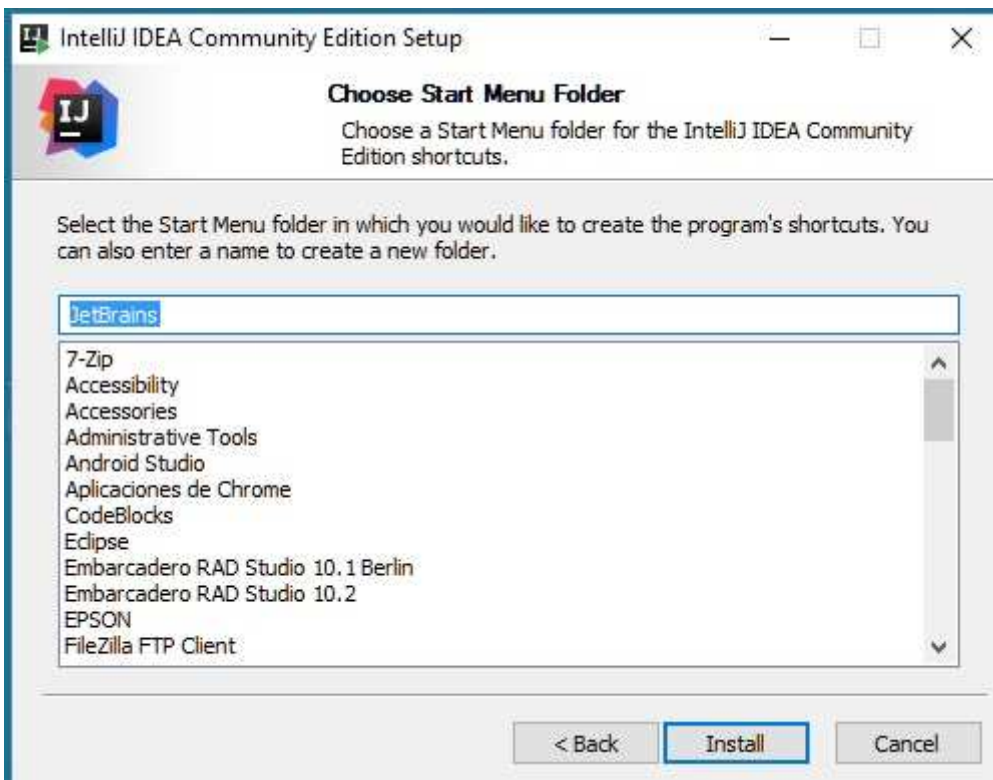 IntelliJ IDEA Community Edition Setup
IJ
Choose Start Menu Folder
Choose a Start Menu folder for the IntelliJ IDEA Community
Edition shortcuts.
Select the Start Menu folder in which you would like to create the program's shortcuts. You
can also enter a name to create a new folder.
JetBrains
7-Zip
Accessibility
Accessories
Administrative Tools
Android Studio
Aplicaciones de Chrome
CodeBlocks
Eclipse
Embarcadero RAD Studio 10.1 Berlin
Embarcadero RAD Studio 10.2
EPSON
FileZilla FTP Client
< Back
Install
Cancel